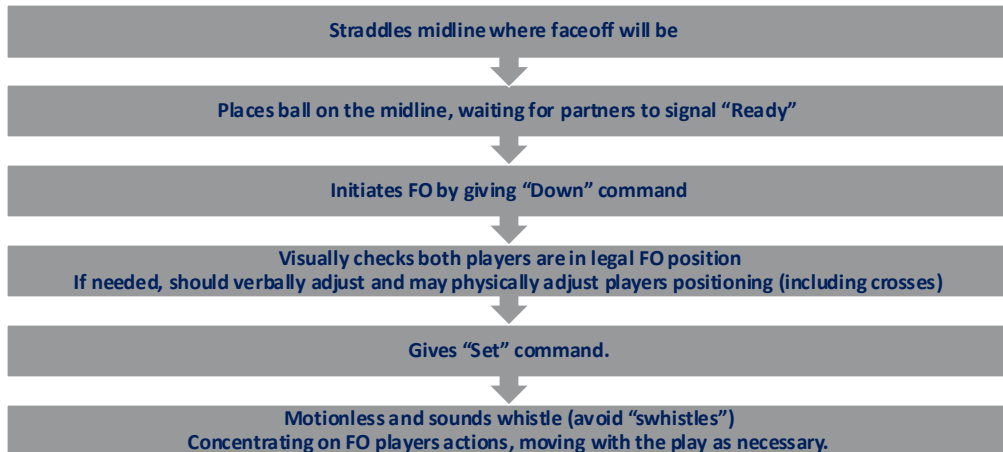 Straddles midline where faceoff will be
Places ball on the midline, waiting for partners to signal “Ready”
Initiates FO by giving “Down” command
Visually checks both players are in legal FO position
If needed, should verbally adjust and may physically adjust players positioning (including crosses)
Gives “Set” command.
Motionless and sounds whistle (avoid “swhistles”)
Concentrating on FO players actions, moving with the play as necessary.